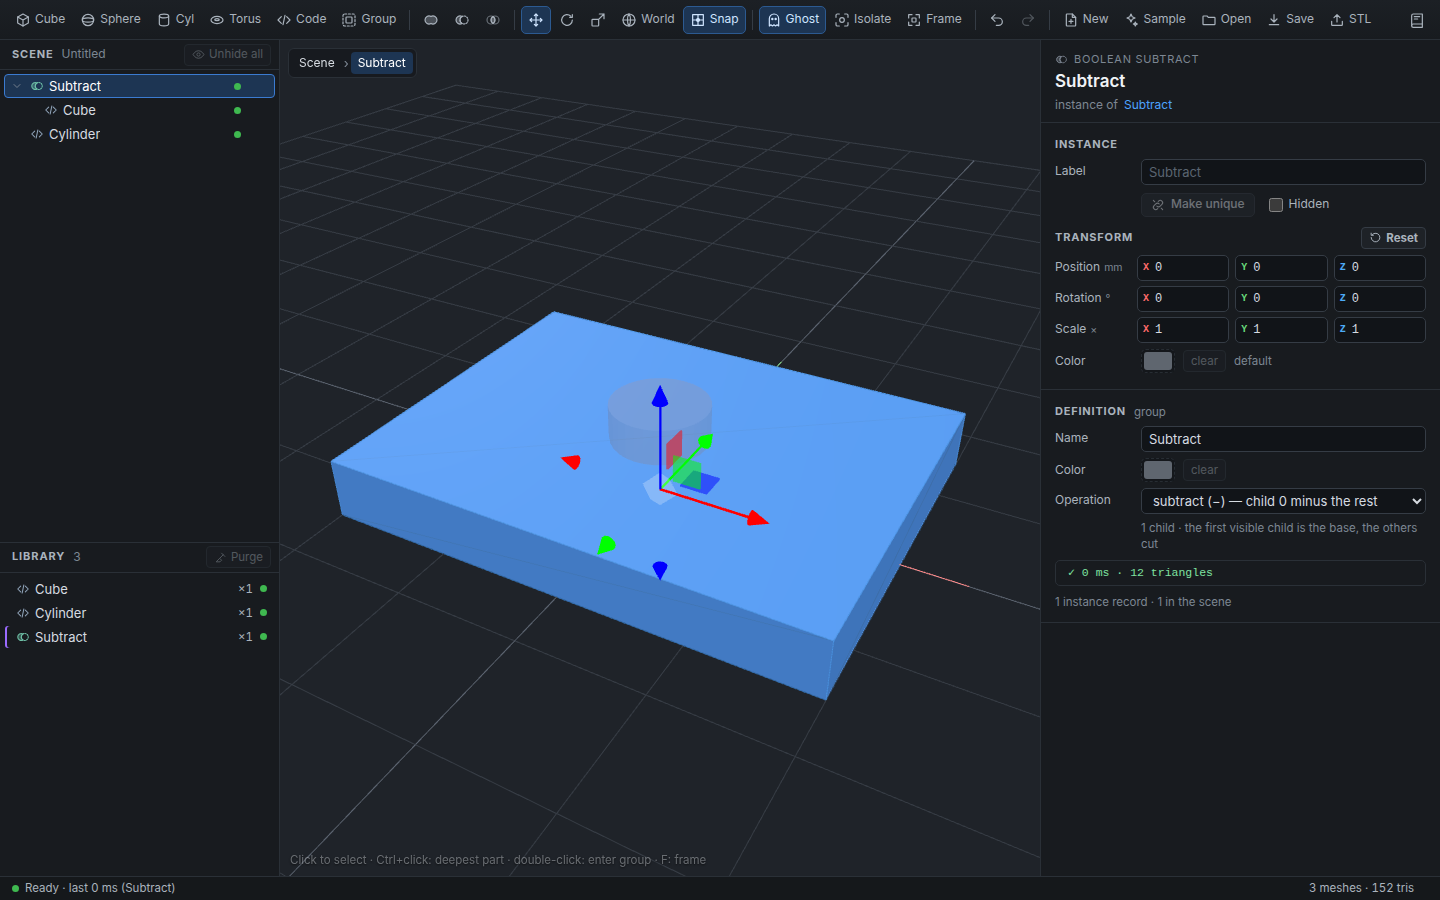 Cube Sphere Cyl Torus Code Group World Snap Ghost Isolate Frame New Sample Open Save STL
SCENE Untitled Unhide all
Subtract
Cube
Cylinder
LIBRARY 3 Purge
Cube ×1
Cylinder ×1
Subtract ×1
Scene › Subtract
Click to select · Ctrl+click: deepest part · double-click: enter group · F: frame
BOOLEAN SUBTRACT
Subtract
instance of Subtract
INSTANCE
Label Subtract
Make unique Hidden
TRANSFORM Reset
Position mm X 0 Y 0 Z 0
Rotation ° X 0 Y 0 Z 0
Scale × X 1 Y 1 Z 1
Color clear default
DEFINITION group
Name Subtract
Color clear
Operation subtract (−) — child 0 minus the rest
1 child · the first visible child is the base, the others
cut
✓ 0 ms · 12 triangles
1 instance record · 1 in the scene
Ready · last 0 ms (Subtract) 3 meshes · 152 tris